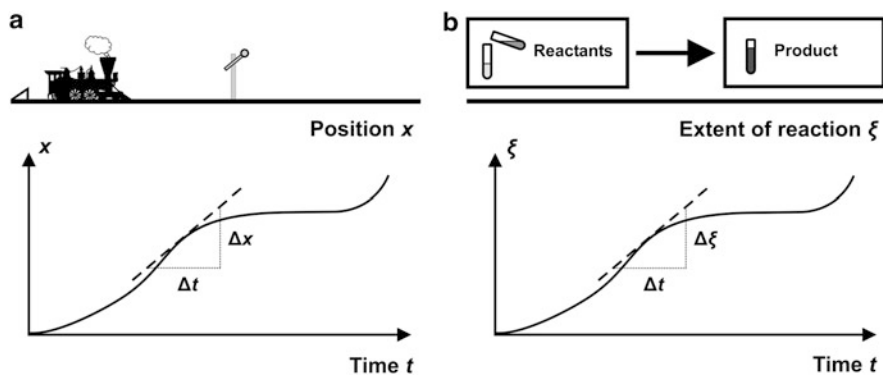 a
Position x
x
Δx
Δt
Time t
b
Reactants
Product
Extent of reaction ξ
ξ
Δξ
Δt
Time t